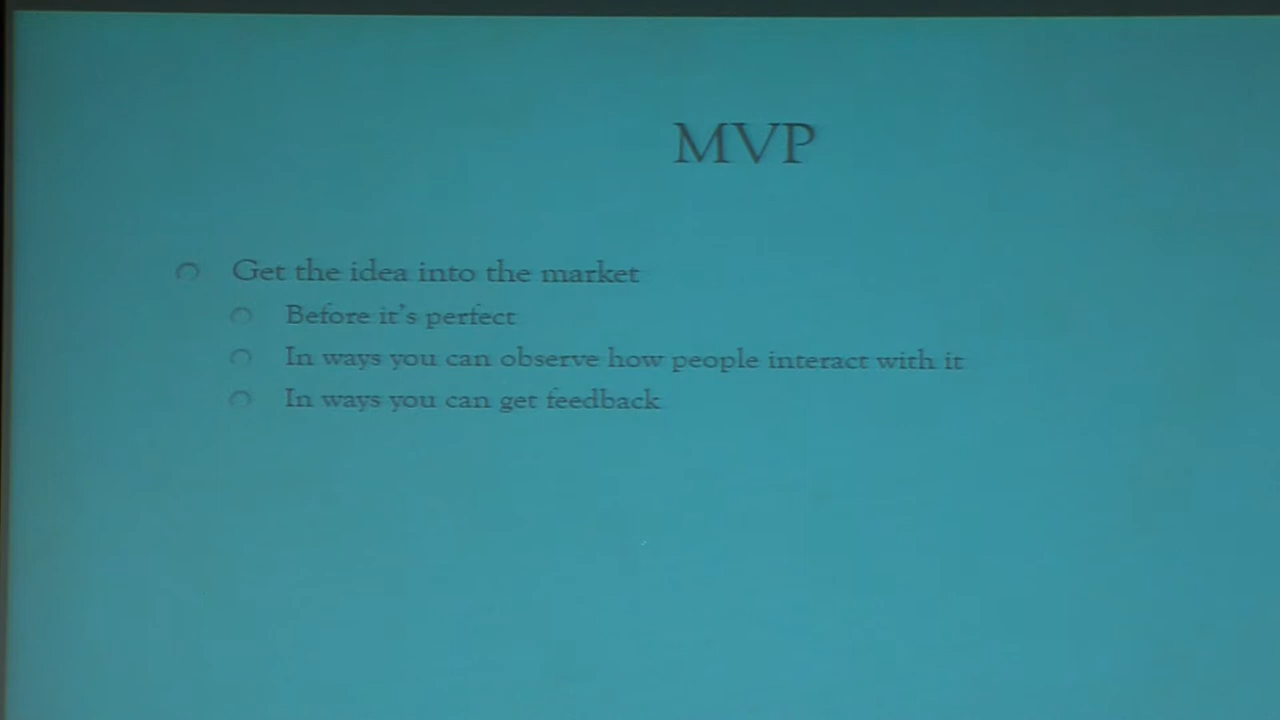 MVP
Get the idea into the market
Before it's perfect
In ways you can observe how people interact with it
In ways you can get feedback